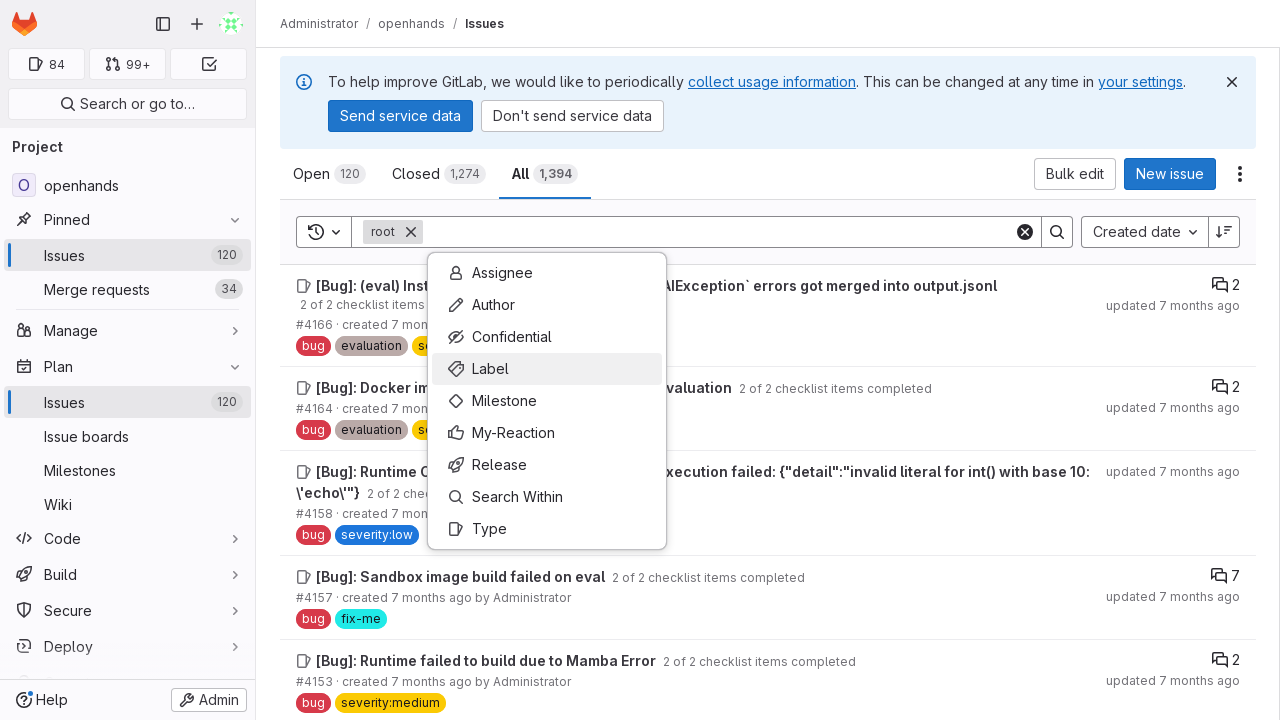 Administrator / openhands / Issues
84
99+
Search or go to…
Project
O openhands
Pinned
Issues 120
Merge requests 34
Manage
Plan
Issues 120
Issue boards
Milestones
Wiki
Code
Build
Secure
Deploy
Help
Admin
To help improve GitLab, we would like to periodically collect usage information. This can be changed at any time in your settings.
Send service data
Don't send service data
Open 120
Closed 1,274
All 1,394
Bulk edit
New issue
root
Created date
Assignee
Author
Confidential
Label
Milestone
My-Reaction
Release
Search Within
Type
[Bug]: (eval) Inst
AIException` errors got merged into output.jsonl
2
2 of 2 checklist items
updated 7 months ago
#4166 · created 7 mon
bug evaluation
[Bug]: Docker im
valuation 2 of 2 checklist items completed
2
#4164 · created 7 mon
updated 7 months ago
bug evaluation
[Bug]: Runtime
xecution failed: {"detail":"invalid literal for int() with base 10:
updated 7 months ago
\'echo\'"} 2 of 2 che
#4158 · created 7 mon
bug severity:low
[Bug]: Sandbox image build failed on eval 2 of 2 checklist items completed
7
#4157 · created 7 months ago by Administrator
updated 7 months ago
bug fix-me
[Bug]: Runtime failed to build due to Mamba Error 2 of 2 checklist items completed
2
#4153 · created 7 months ago by Administrator
updated 7 months ago
bug severity:medium